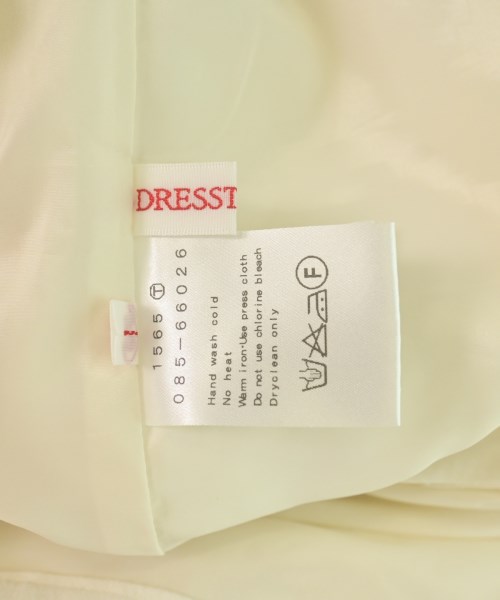 DRESST
1565 Ⓣ
085-66026
Hand wash cold
No heat
Warm iron·Use press cloth
Do not use chlorine bleach
Dryclean only
F